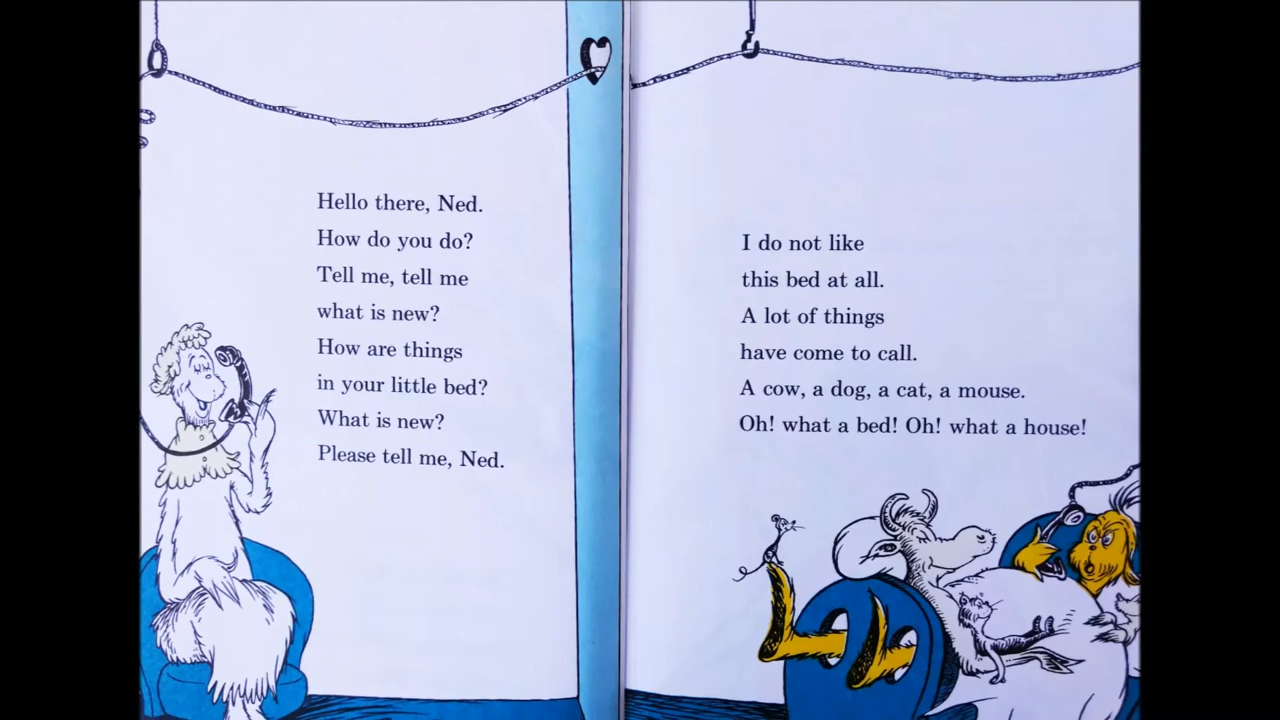 Hello there, Ned.
How do you do?
Tell me, tell me
what is new?
How are things
in your little bed?
What is new?
Please tell me, Ned.
I do not like
this bed at all.
A lot of things
have come to call.
A cow, a dog, a cat, a mouse.
Oh! what a bed! Oh! what a house!